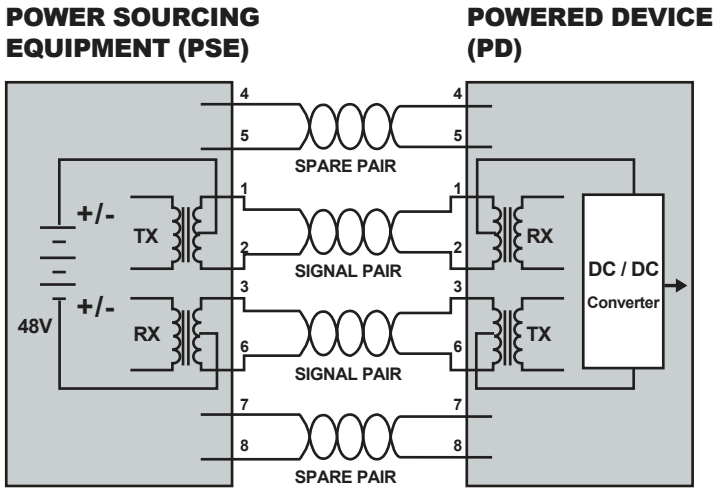 POWER SOURCING
EQUIPMENT (PSE)
POWERED DEVICE
(PD)
4
4
5
5
SPARE PAIR
1
1
+/-
TX
RX
2
2
SIGNAL PAIR
DC / DC
Converter
3
3
+/-
48V
RX
TX
6
6
SIGNAL PAIR
7
7
8
8
SPARE PAIR